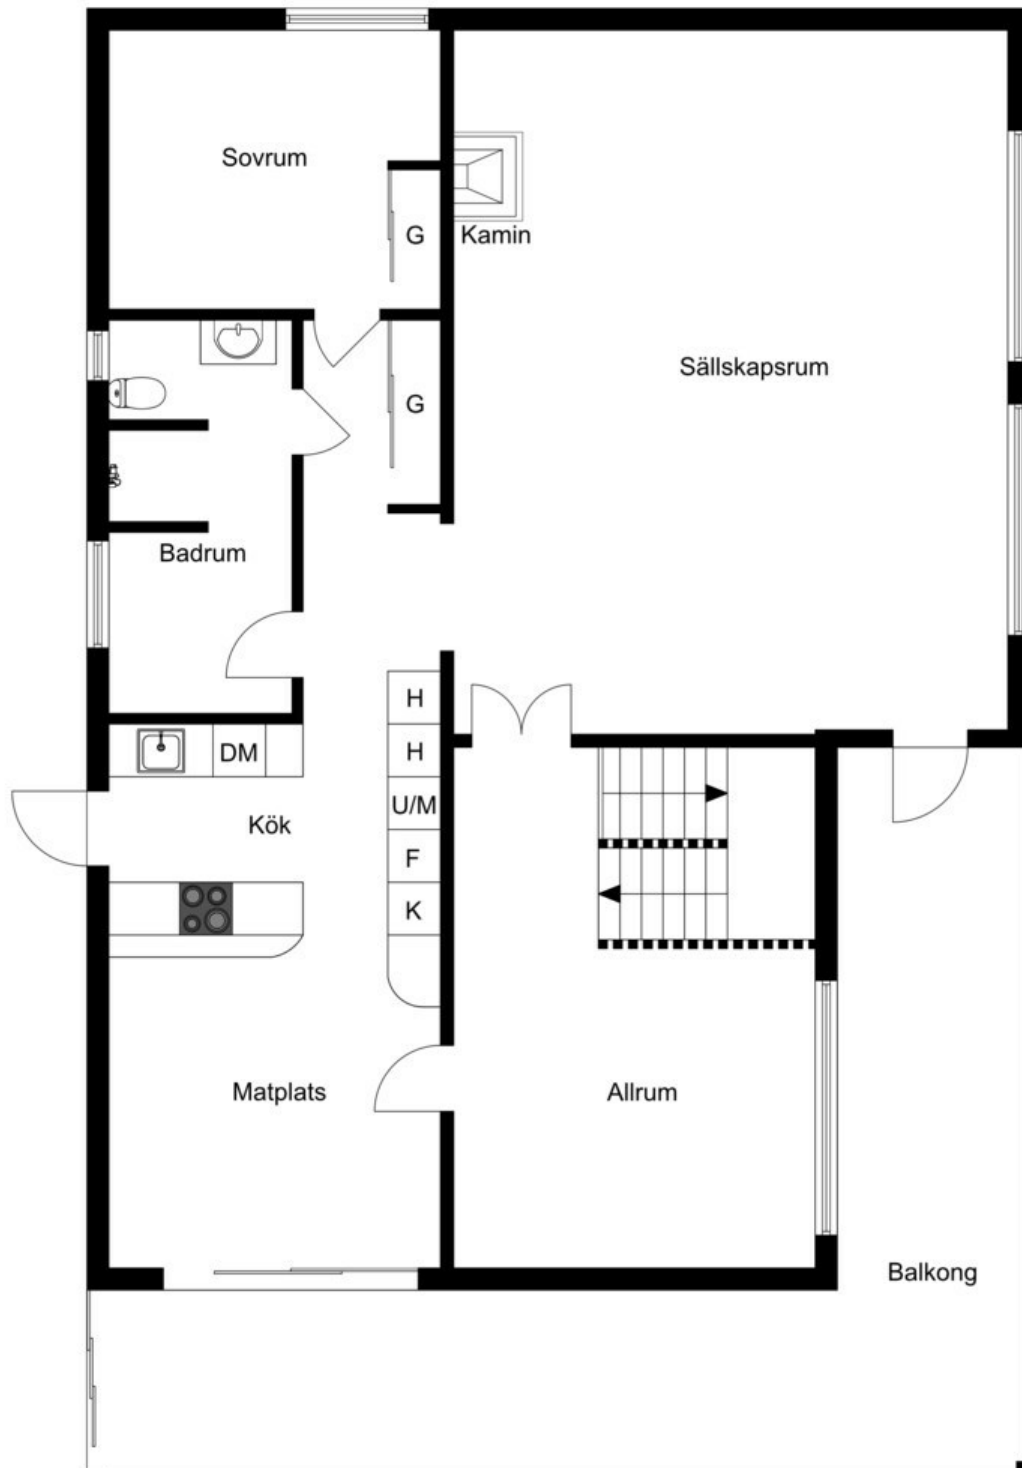 Sovrum
G
Kamin
Sällskapsrum
G
Badrum
H
DM
H
U/M
Kök
F
K
Matplats
Allrum
Balkong